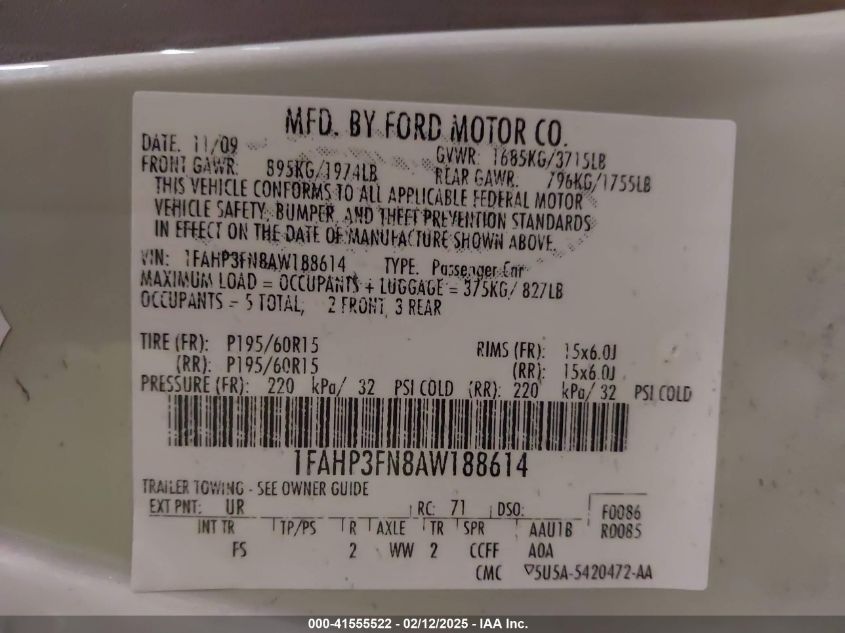 MFD. BY FORD MOTOR CO.
DATE. 11/09 GVWR: 1685KG/3715LB
FRONT GAWR: 895KG/1974LB REAR GAWR: 796KG/1755LB
THIS VEHICLE CONFORMS TO ALL APPLICABLE FEDERAL MOTOR
VEHICLE SAFETY, BUMPER, AND THEFT PREVENTION STANDARDS
IN EFFECT ON THE DATE OF MANUFACTURE SHOWN ABOVE.
VIN: 1FAHP3FN8AW188614 TYPE. Passenger Car
MAXIMUM LOAD = OCCUPANTS + LUGGAGE = 375KG/ 827LB
OCCUPANTS = 5 TOTAL, 2 FRONT, 3 REAR
TIRE (FR): P195/60R15 RIMS (FR): 15x6.0J
(RR): P195/60R15 (RR): 15x6.0J
PRESSURE (FR): 220 kPa/ 32 PSI COLD (RR): 220 kPa/ 32 PSI COLD
1FAHP3FN8AW188614
TRAILER TOWING - SEE OWNER GUIDE
EXT PNT: UR RC: 71 DSO: F0086
INT TR TP/PS R AXLE TR SPR AAU1B R0085
FS 2 WW 2 CCFF AOA
CMC 5U5A-5420472-AA
000-41555522 - 02/12/2025 - IAA Inc.